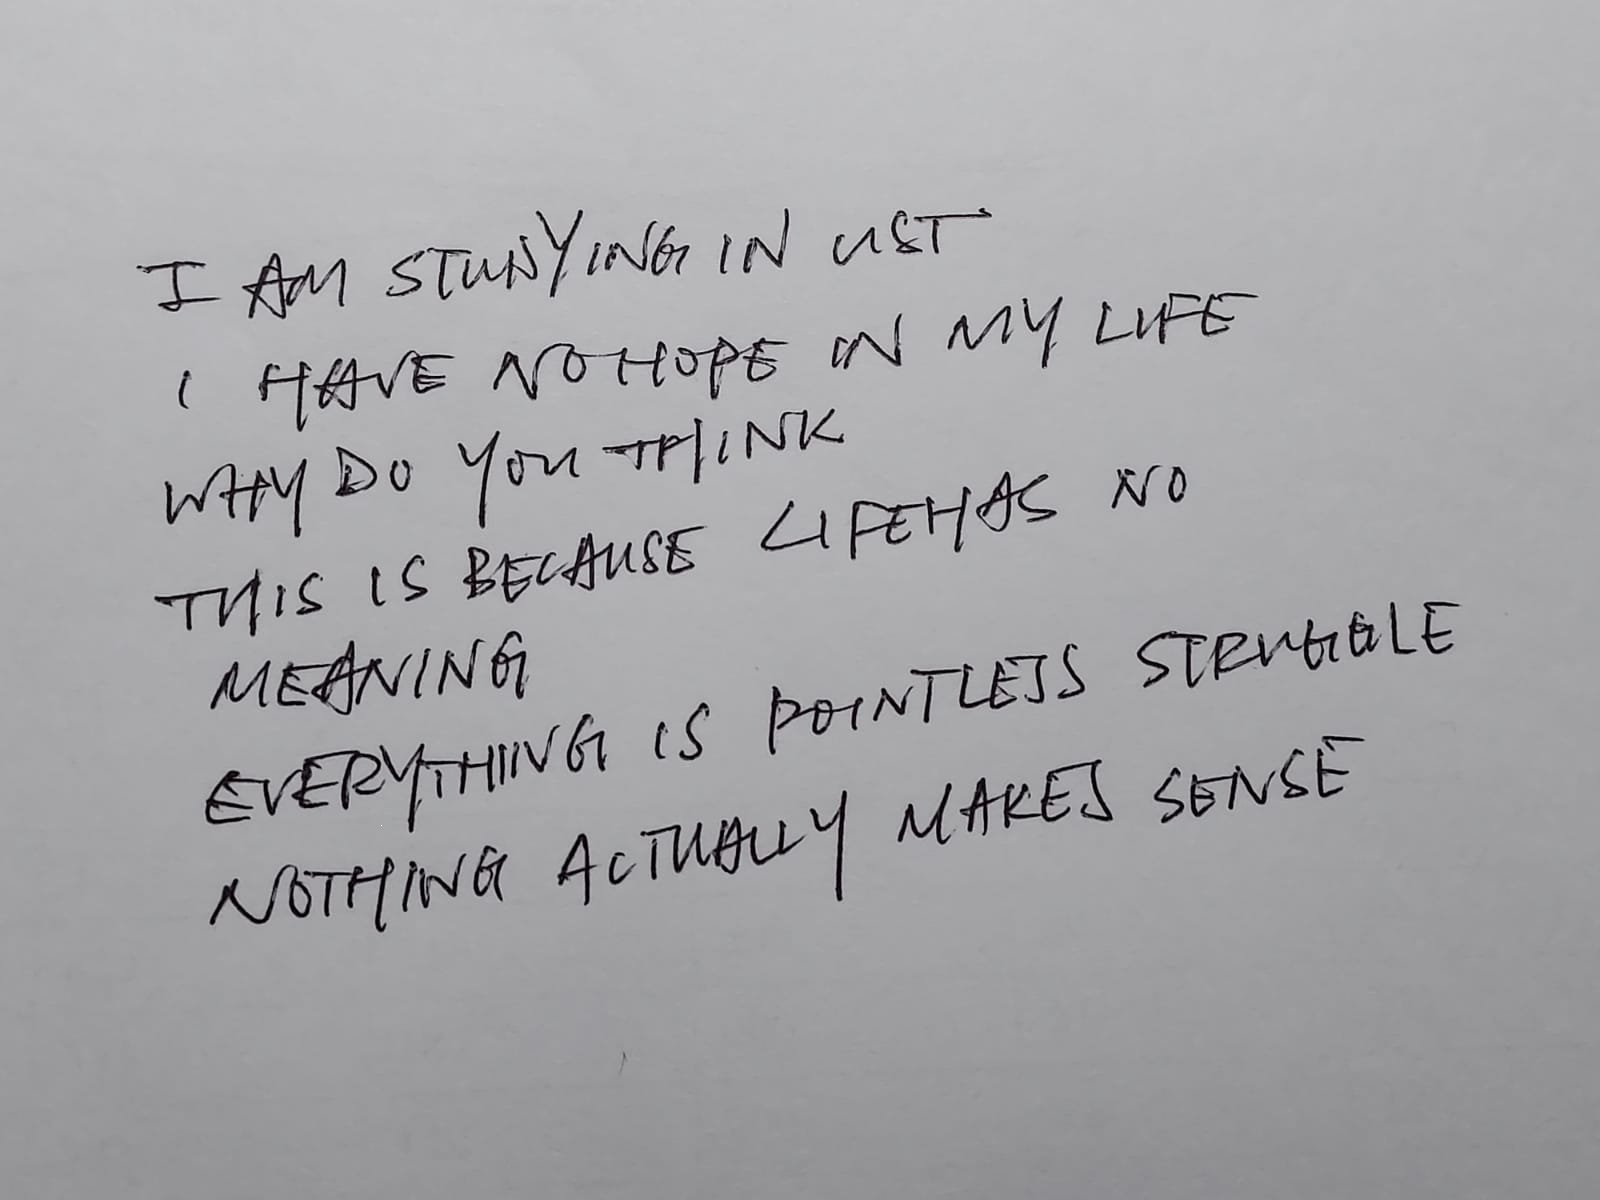 I AM STUDYING IN UST
I HAVE NO HOPE IN MY LIFE
WHY DO YOU THINK
THIS IS BECAUSE LIFE HAS NO
MEANING
EVERYTHING IS POINTLESS STRUGGLE
NOTHING ACTUALLY MAKES SENSE